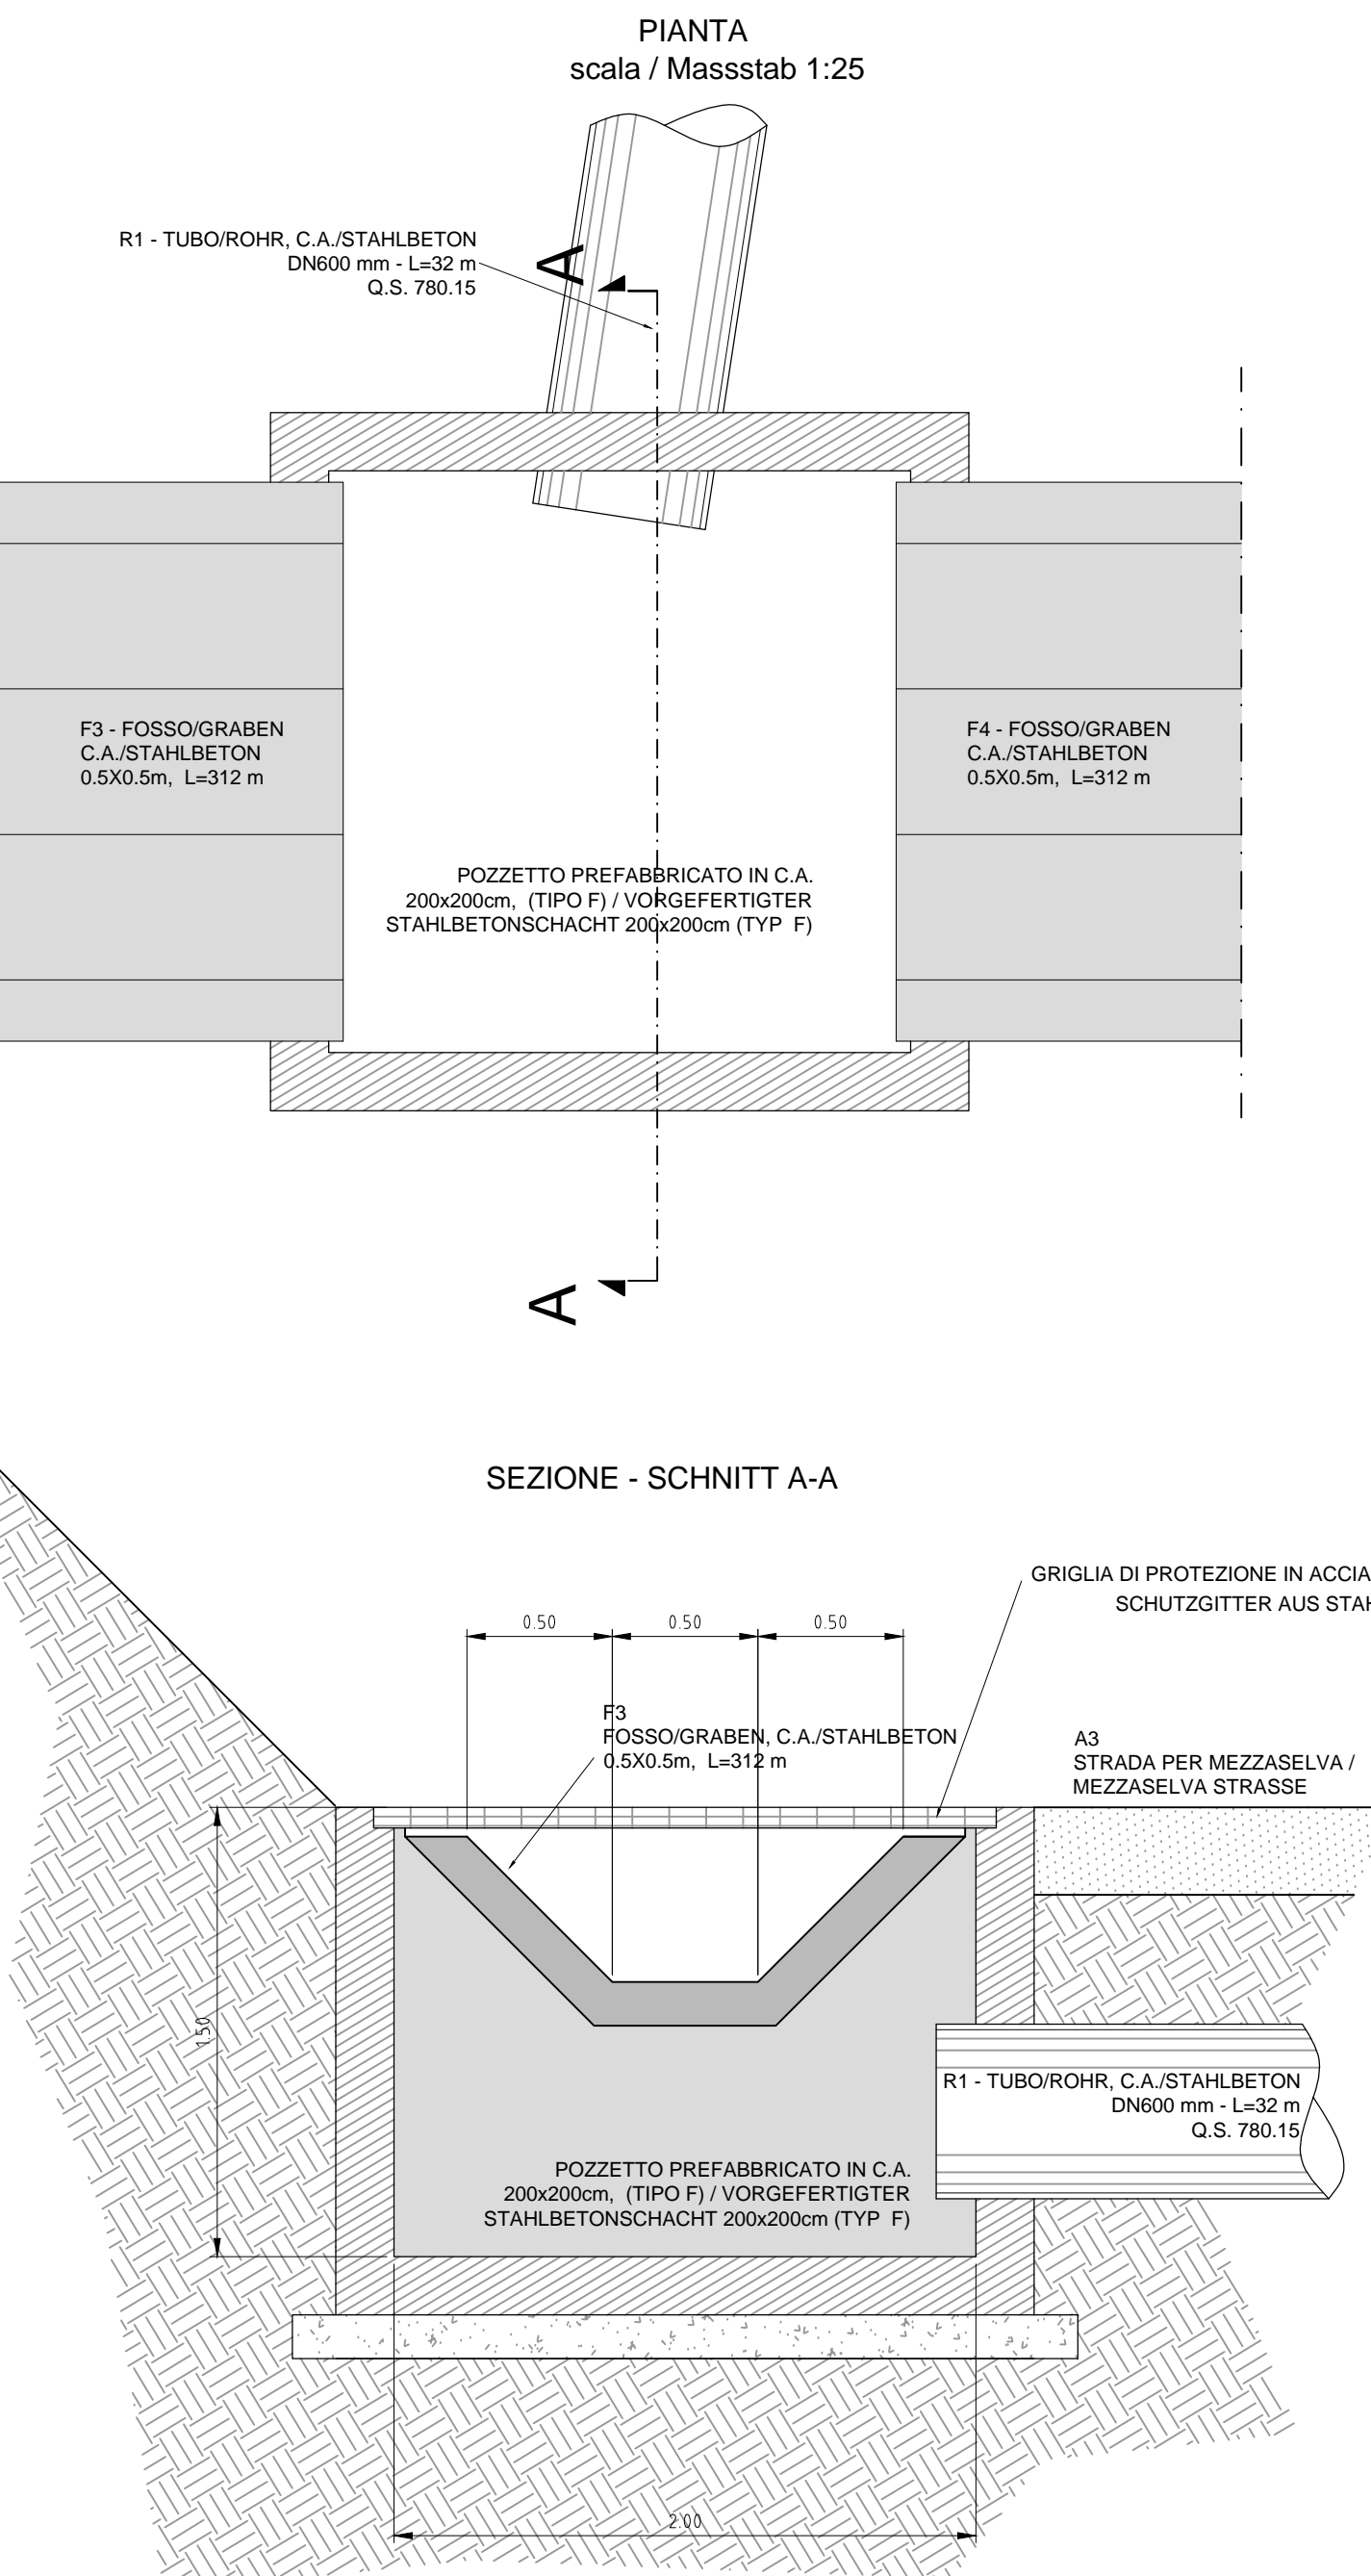 PIANTA
scala / Massstab 1:25
R1 - TUBO/ROHR, C.A./STAHLBETON
DN600 mm - L=32 m
Q.S. 780.15
A
F3 - FOSSO/GRABEN
C.A./STAHLBETON
0.5X0.5m, L=312 m
F4 - FOSSO/GRABEN
C.A./STAHLBETON
0.5X0.5m, L=312 m
POZZETTO PREFABBRICATO IN C.A.
200x200cm, (TIPO F) / VORGEFERTIGTER
STAHLBETONSCHACHT 200x200cm (TYP F)
A
SEZIONE - SCHNITT A-A
GRIGLIA DI PROTEZIONE IN ACCIA
SCHUTZGITTER AUS STAH
0.50 0.50 0.50
F3
FOSSO/GRABEN, C.A./STAHLBETON
0.5X0.5m, L=312 m
A3
STRADA PER MEZZASELVA /
MEZZASELVA STRASSE
1.50
R1 - TUBO/ROHR, C.A./STAHLBETON
DN600 mm - L=32 m
Q.S. 780.15
POZZETTO PREFABBRICATO IN C.A.
200x200cm, (TIPO F) / VORGEFERTIGTER
STAHLBETONSCHACHT 200x200cm (TYP F)
2.00